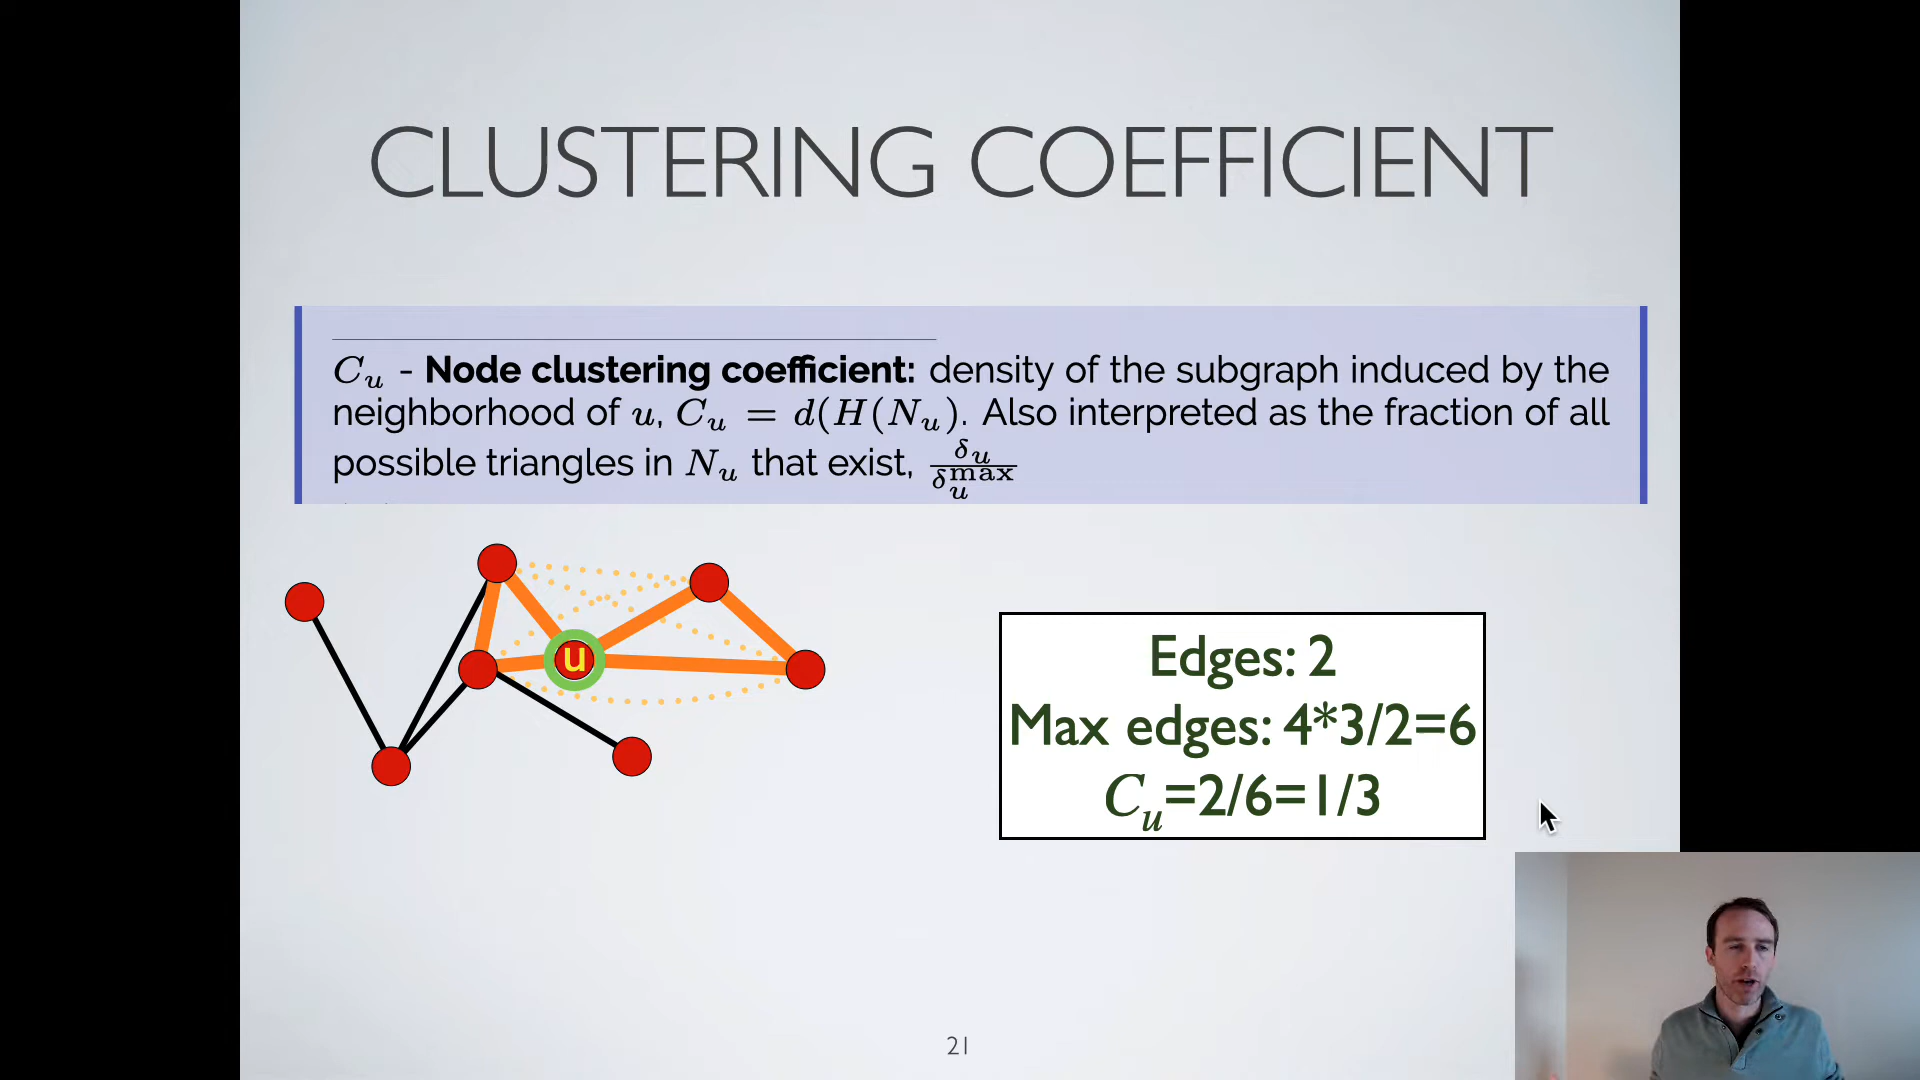 CLUSTERING COEFFICIENT
C_u - Node clustering coefficient: density of the subgraph induced by the
neighborhood of u, C_u = d(H(N_u). Also interpreted as the fraction of all
possible triangles in N_u that exist, δ_u/δ_u^max
u
Edges: 2
Max edges: 4*3/2=6
C_u=2/6=1/3
21